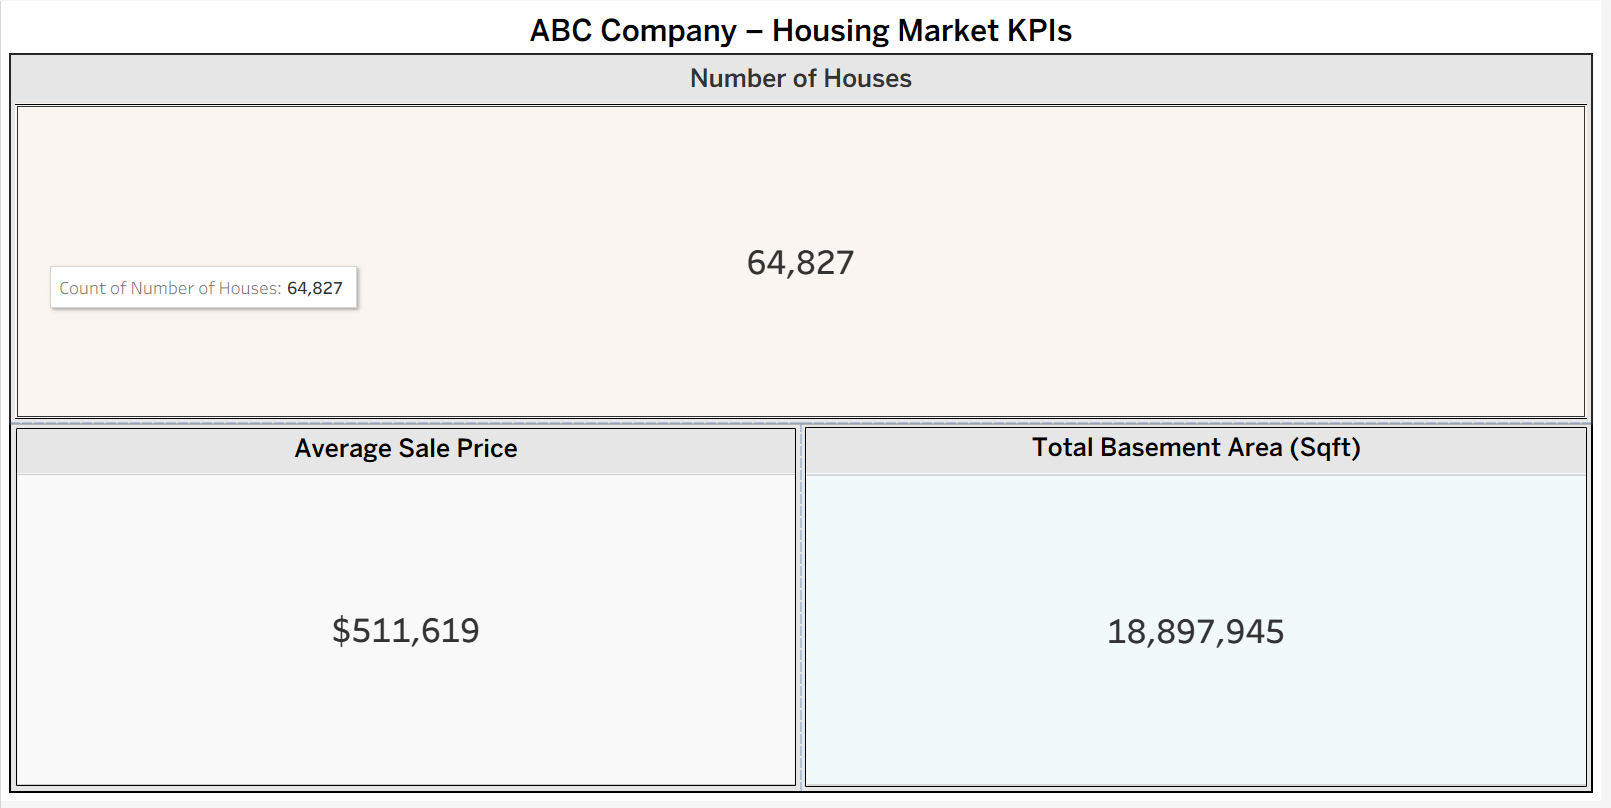 ABC Company – Housing Market KPIs
Number of Houses
64,827
Count of Number of Houses: 64,827
Average Sale Price
$511,619
Total Basement Area (Sqft)
18,897,945